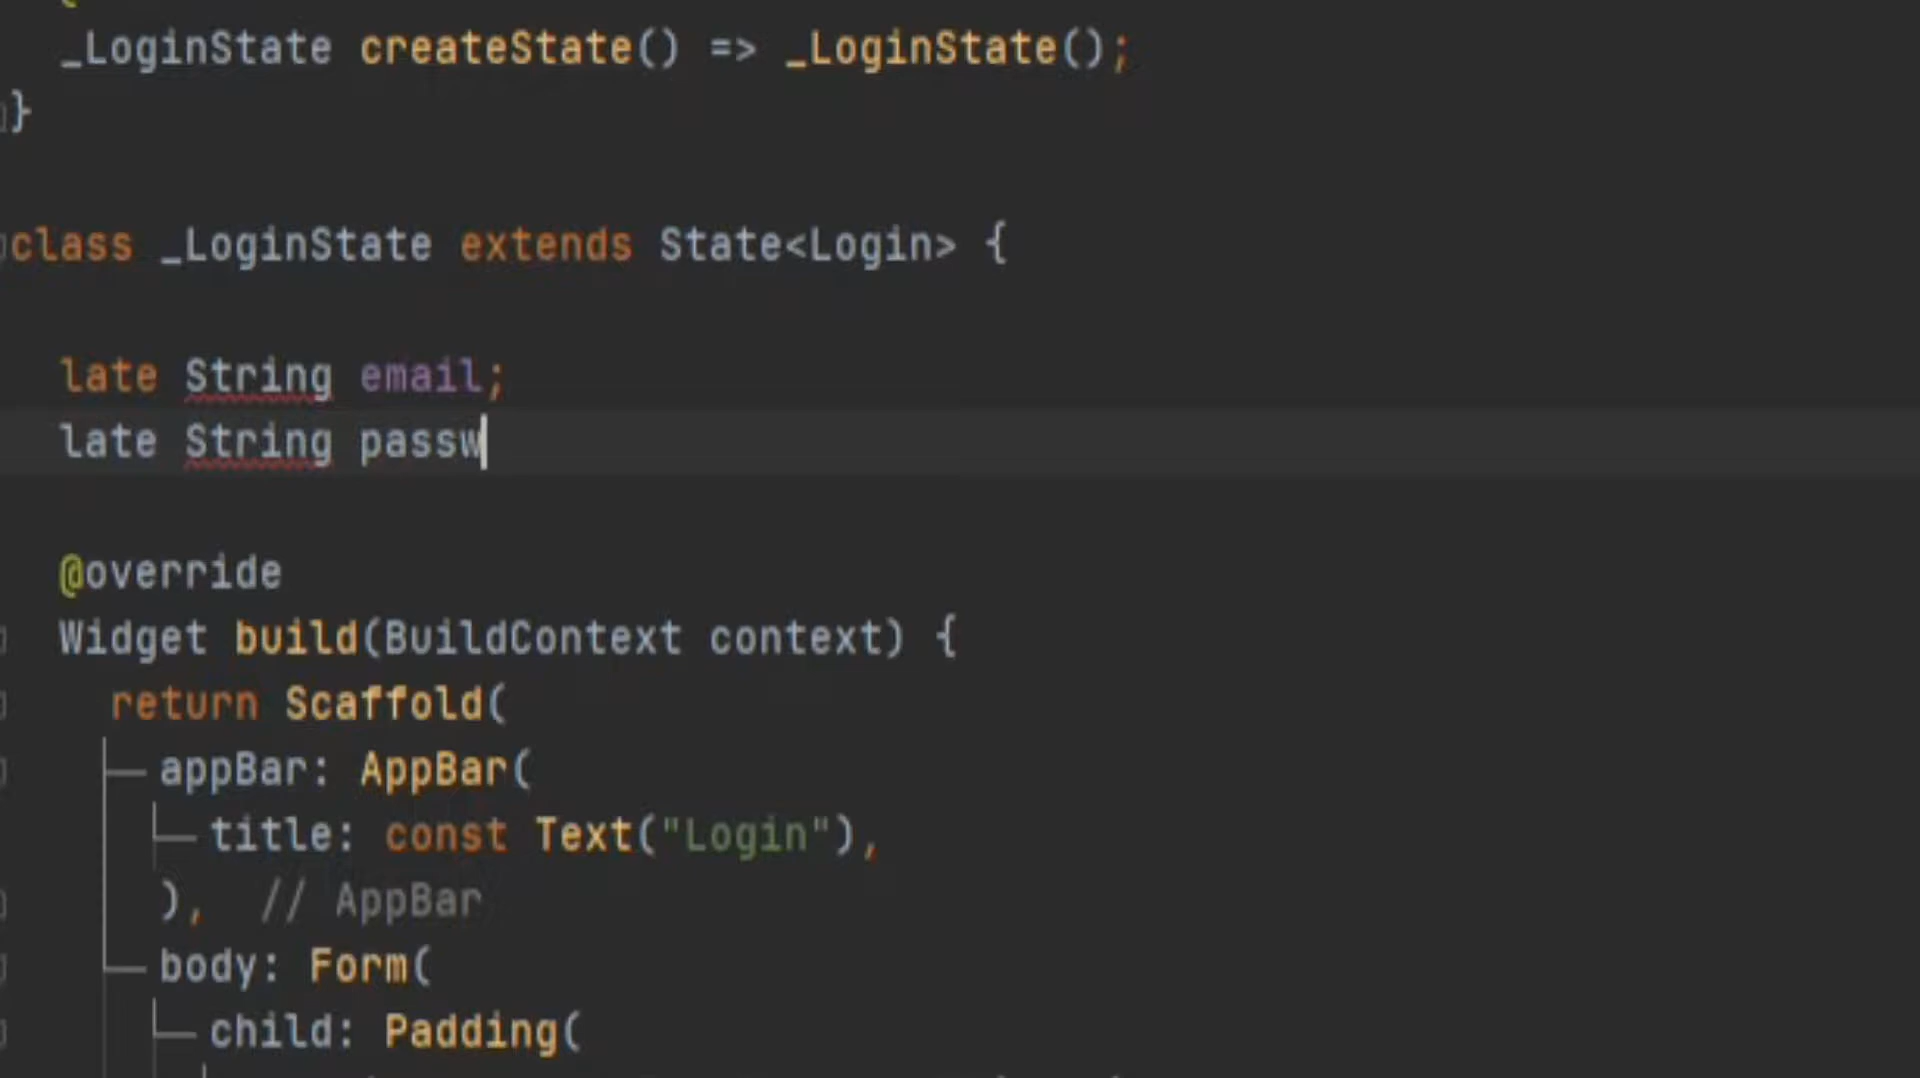 _LoginState createState() => _LoginState();
}
class _LoginState extends State<Login> {
late String email;
late String passw
@override
Widget build(BuildContext context) {
return Scaffold(
appBar: AppBar(
title: const Text("Login"),
), // AppBar
body: Form(
child: Padding(